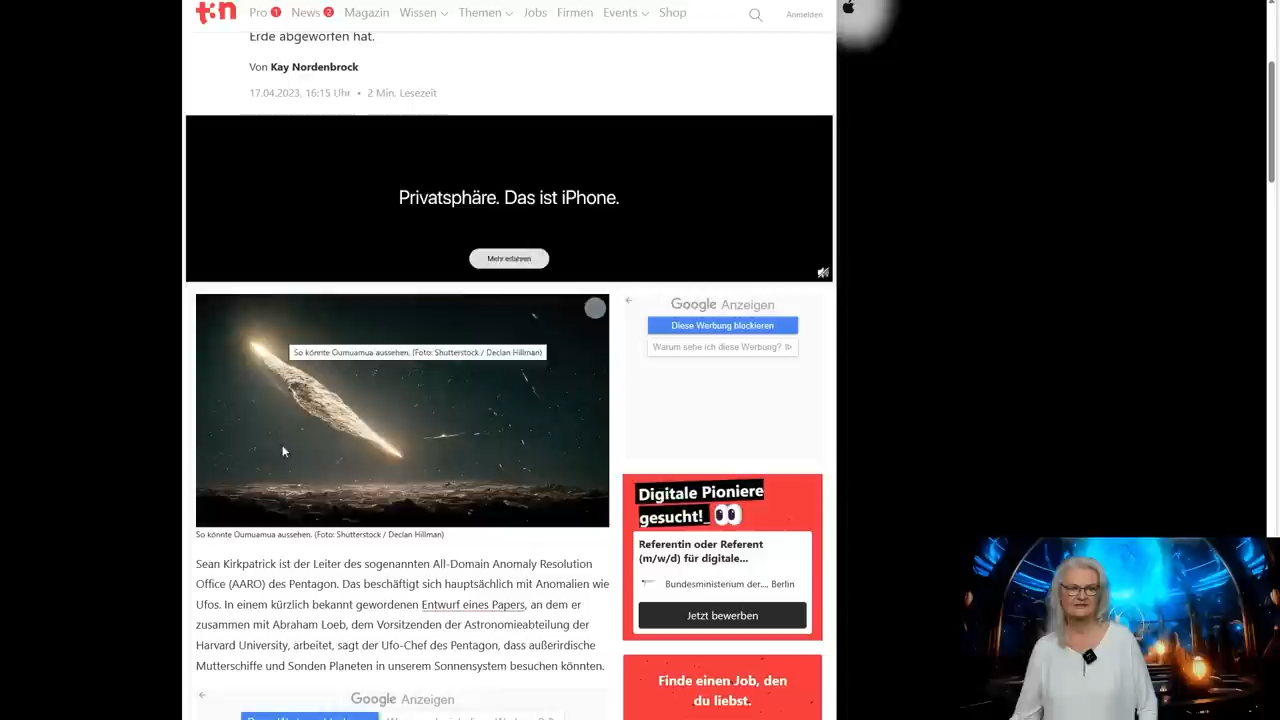 t3n Pro 1 News 2 Magazin Wissen Themen Jobs Firmen Events Shop Anmelden
Erde abgeworfen hat.
Von Kay Nordenbrock
17.04.2023, 16:15 Uhr • 2 Min. Lesezeit
Privatsphäre. Das ist iPhone.
Mehr erfahren
So könnte Oumuamua aussehen. (Foto: Shutterstock / Declan Hillman)
So könnte Oumuamua aussehen. (Foto: Shutterstock / Declan Hillman)
Sean Kirkpatrick ist der Leiter des sogenannten All-Domain Anomaly Resolution
Office (AARO) des Pentagon. Das beschäftigt sich hauptsächlich mit Anomalien wie
Ufos. In einem kürzlich bekannt gewordenen Entwurf eines Papers, an dem er
zusammen mit Abraham Loeb, dem Vorsitzenden der Astronomieabteilung der
Harvard University, arbeitet, sagt der Ufo-Chef des Pentagon, dass außerirdische
Mutterschiffe und Sonden Planeten in unserem Sonnensystem besuchen könnten.
Google Anzeigen
Google Anzeigen
Diese Werbung blockieren
Warum sehe ich diese Werbung?
Digitale Pioniere
gesucht!
Referentin oder Referent
(m/w/d) für digitale...
Bundesministerium der..., Berlin
Jetzt bewerben
Finde einen Job, den
du liebst.